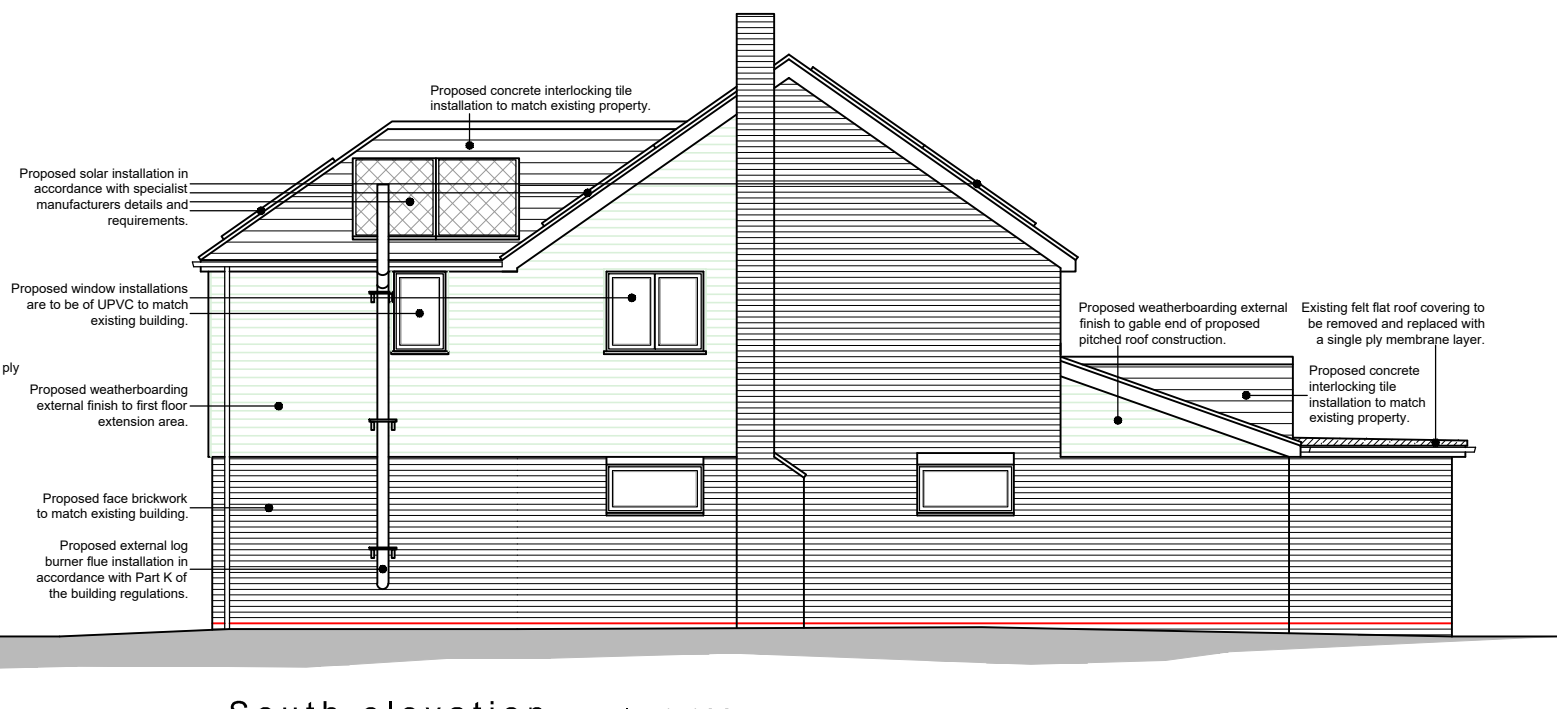 Proposed concrete interlocking tile
installation to match existing property.
Proposed solar installation in
accordance with specialist
manufacturers details and
requirements.
Proposed window installations
are to be of UPVC to match
existing building.
ply
Proposed weatherboarding
external finish to first floor
extension area.
Proposed face brickwork
to match existing building.
Proposed external log
burner flue installation in
accordance with Part K of
the building regulations.
Proposed weatherboarding external
finish to gable end of proposed
pitched roof construction.
Existing felt flat roof covering to
be removed and replaced with
a single ply membrane layer.
Proposed concrete
interlocking tile
installation to match
existing property.
South elevation